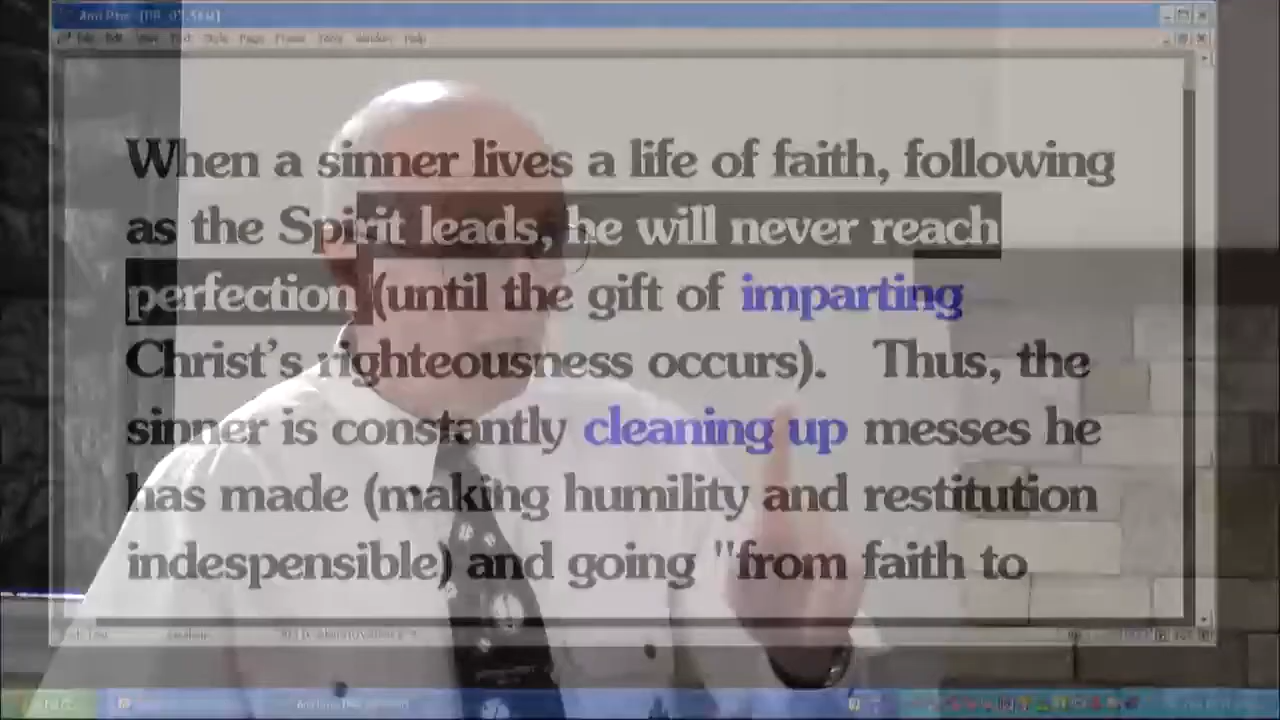 When a sinner lives a life of faith, following
as the Spirit leads, he will never reach
perfection (until the gift of imparting
Christ's righteousness occurs). Thus, the
sinner is constantly cleaning up messes he
has made (making humility and restitution
indespensible) and going "from faith to